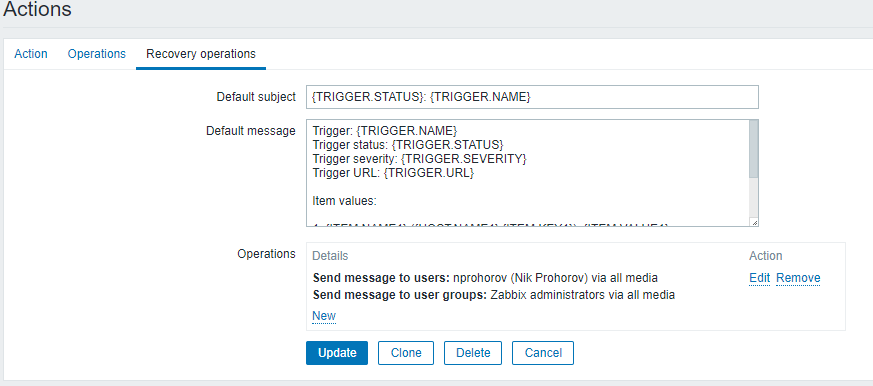 Actions
Action Operations Recovery operations
Default subject {TRIGGER.STATUS}: {TRIGGER.NAME}
Default message Trigger: {TRIGGER.NAME}
Trigger status: {TRIGGER.STATUS}
Trigger severity: {TRIGGER.SEVERITY}
Trigger URL: {TRIGGER.URL}
Item values:
Operations Details Action
Send message to users: nprohorov (Nik Prohorov) via all media Edit Remove
Send message to user groups: Zabbix administrators via all media
New
Update Clone Delete Cancel